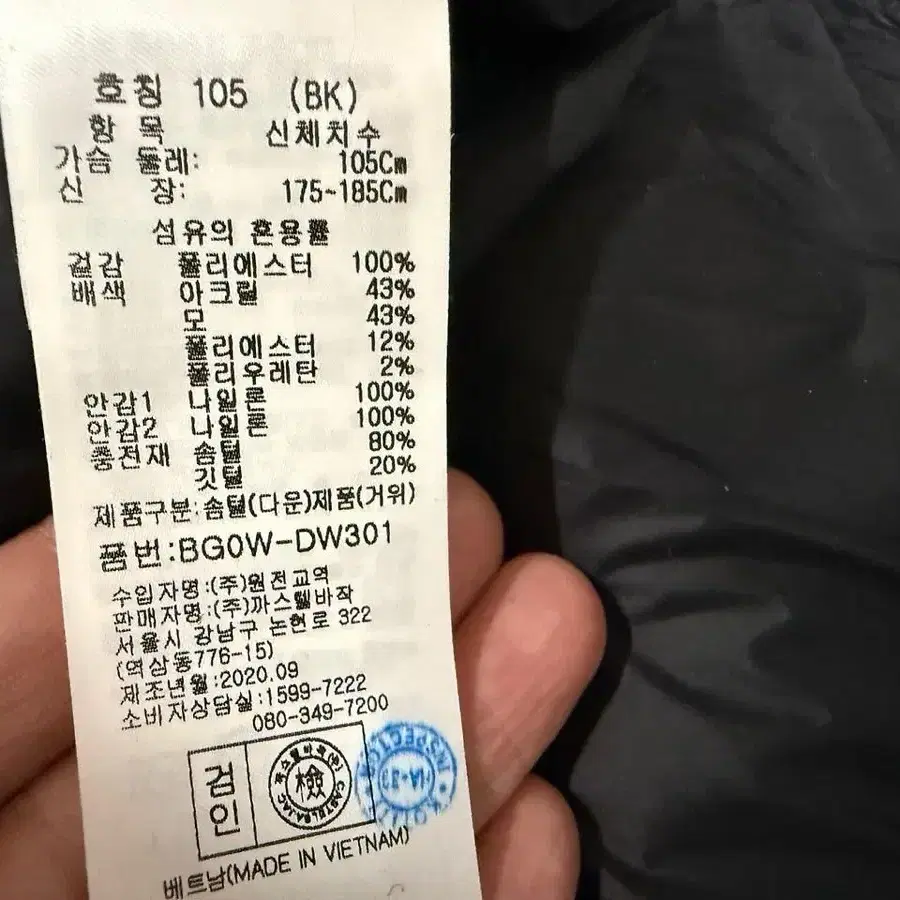 호칭 105 (BK)
항 목 신체치수
가슴 둘레: 105Cm
신 장: 175~185Cm
섬유의 혼용률
겉감 폴리에스터 100%
배색 아크릴 43%
모 43%
폴리에스터 12%
폴리우레탄 2%
안감1 나일론 100%
안감2 나일론 100%
충전재 솜털 80%
깃털 20%
제품구분:솜털(다운)제품(거위)
품번:BG0W-DW301
수입자명:(주)원전교역
판매자명:(주)까스텔바작
서울시 강남구 논현로 322
(역삼동776-15)
제조년월:2020.09
소비자상담실:1599-7222
080-349-7200
검인
檢
CASTELBAJAC
INSPECTION
베트남(MADE IN VIETNAM)